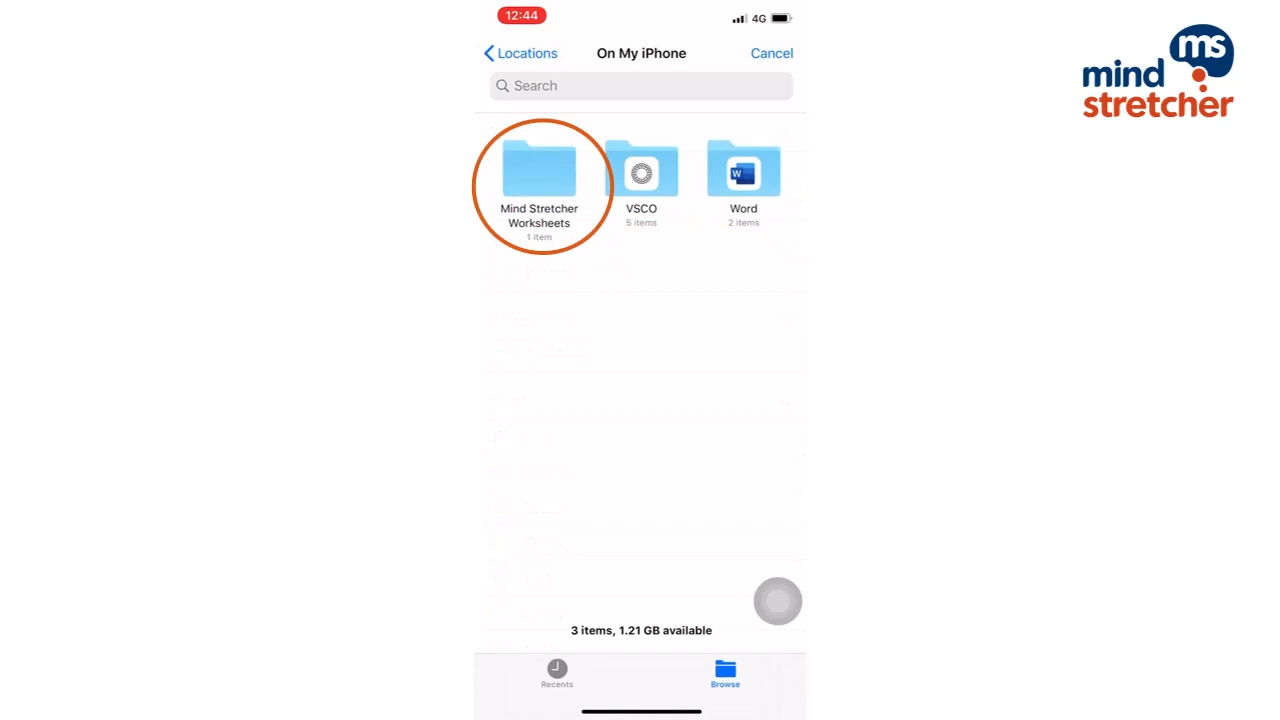 12:44
4G
Locations
On My iPhone
Cancel
Search
ms
mind
stretcher
W
Mind Stretcher
Worksheets
1 item
VSCO
5 items
Word
2 items
3 items, 1.21 GB available
Recents
Browse